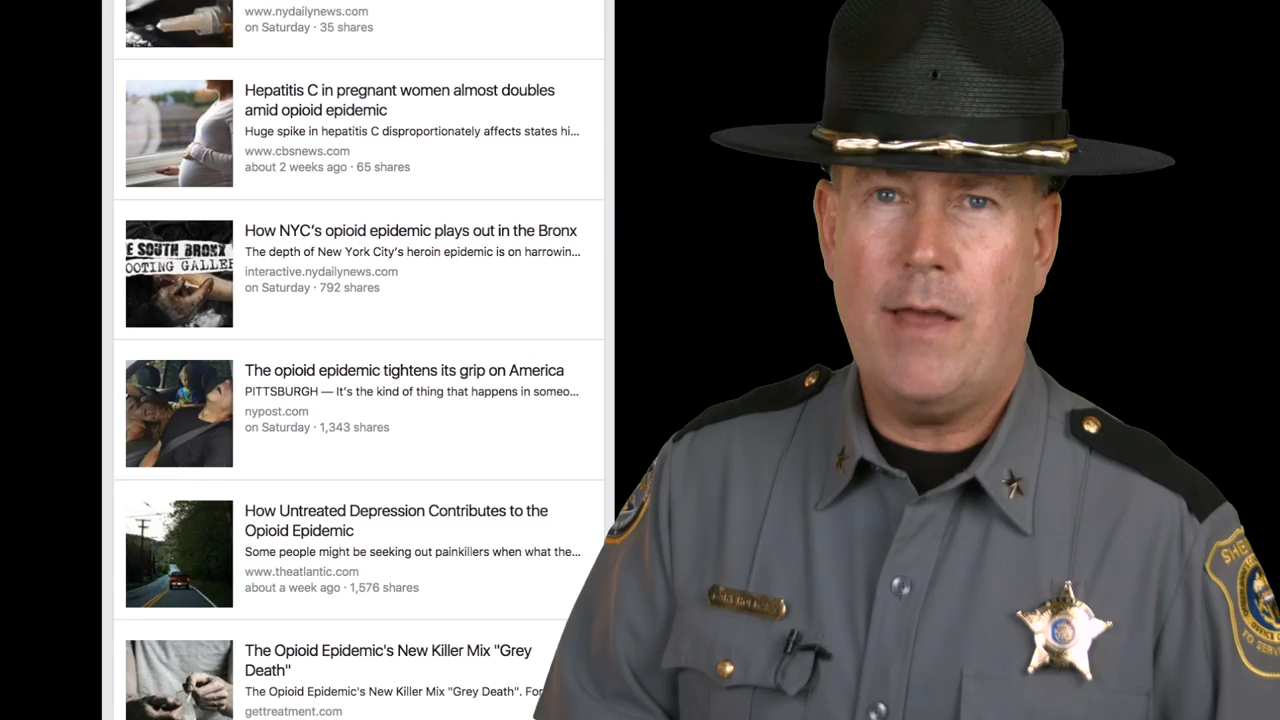 www.nydailynews.com
on Saturday · 35 shares
Hepatitis C in pregnant women almost doubles
amid opioid epidemic
Huge spike in hepatitis C disproportionately affects states hi...
www.cbsnews.com
about 2 weeks ago · 65 shares
E SOUTH BRONX
OOTING GALLER
How NYC's opioid epidemic plays out in the Bronx
The depth of New York City's heroin epidemic is on harrowin...
interactive.nydailynews.com
on Saturday · 792 shares
The opioid epidemic tightens its grip on America
PITTSBURGH — It's the kind of thing that happens in someo...
nypost.com
on Saturday · 1,343 shares
How Untreated Depression Contributes to the
Opioid Epidemic
Some people might be seeking out painkillers when what the...
www.theatlantic.com
about a week ago · 1,576 shares
The Opioid Epidemic's New Killer Mix "Grey
Death"
The Opioid Epidemic's New Killer Mix "Grey Death". For
gettreatment.com
SHE
TO SERV